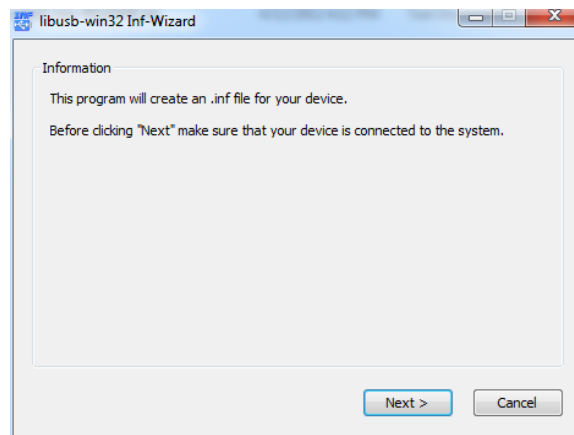 libusb-win32 Inf-Wizard
Information
This program will create an .inf file for your device.
Before clicking "Next" make sure that your device is connected to the system.
Next >
Cancel